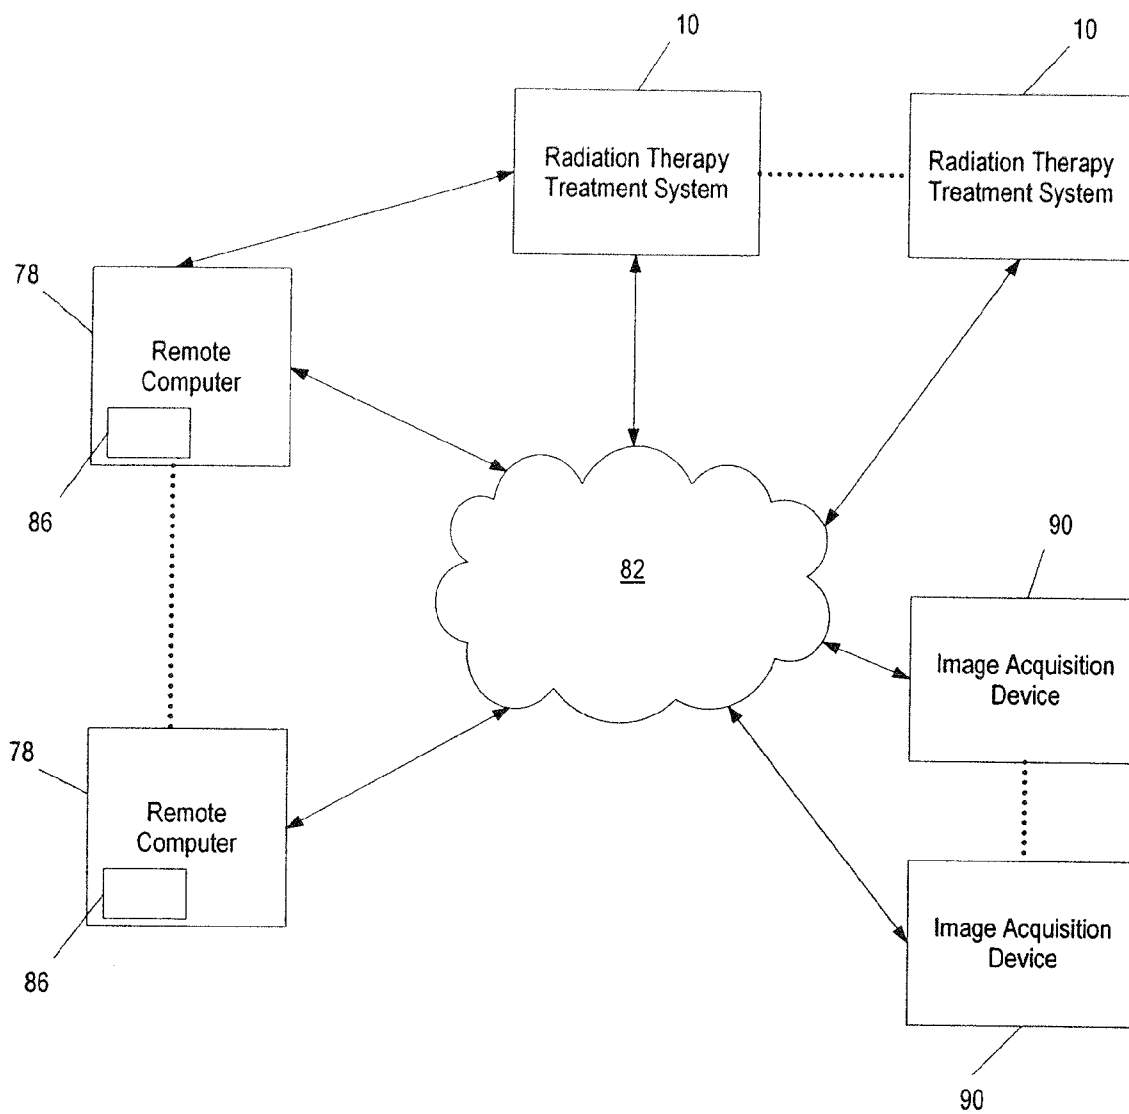 10
10
Radiation Therapy
Treatment System
Radiation Therapy
Treatment System
78
Remote
Computer
86
90
82
Image Acquisition
Device
78
Remote
Computer
86
Image Acquisition
Device
90